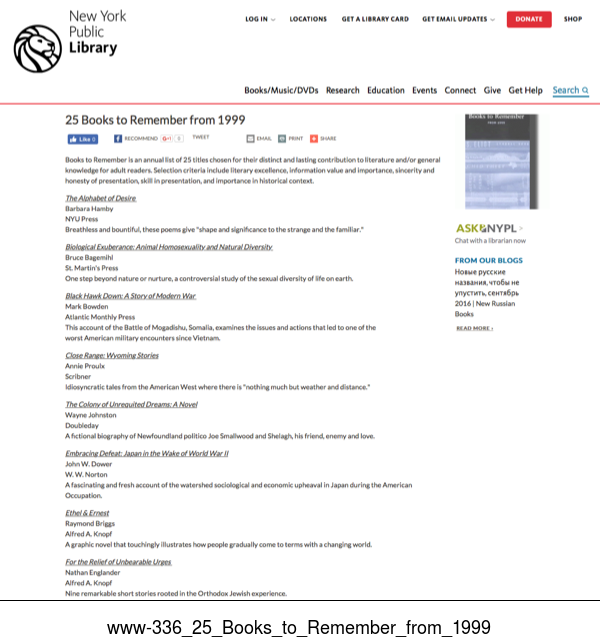 New York
Public
Library
LOG IN
LOCATIONS
GET A LIBRARY CARD
GET EMAIL UPDATES
DONATE
SHOP
Books/Music/DVDs Research Education Events Connect Give Get Help Search
25 Books to Remember from 1999
Like 0
RECOMMEND
G+1
0
TWEET
EMAIL
PRINT
SHARE
Books to Remember is an annual list of 25 titles chosen for their distinct and lasting contribution to literature and/or general
knowledge for adult readers. Selection criteria include literary excellence, information value and importance, sincerity and
honesty of presentation, skill in presentation, and importance in historical context.
The Alphabet of Desire
Barbara Hamby
NYU Press
Breathless and bountiful, these poems give "shape and significance to the strange and the familiar."
Biological Exuberance: Animal Homosexuality and Natural Diversity
Bruce Bagemihl
St. Martin's Press
One step beyond nature or nurture, a controversial study of the sexual diversity of life on earth.
Black Hawk Down: A Story of Modern War
Mark Bowden
Atlantic Monthly Press
This account of the Battle of Mogadishu, Somalia, examines the issues and actions that led to one of the
worst American military encounters since Vietnam.
Close Range: Wyoming Stories
Annie Proulx
Scribner
Idiosyncratic tales from the American West where there is "nothing much but weather and distance."
The Colony of Unrequited Dreams: A Novel
Wayne Johnston
Doubleday
A fictional biography of Newfoundland politico Joe Smallwood and Shelagh, his friend, enemy and love.
Embracing Defeat: Japan in the Wake of World War II
John W. Dower
W. W. Norton
A fascinating and fresh account of the watershed sociological and economic upheaval in Japan during the American
Occupation.
Ethel & Ernest
Raymond Briggs
Alfred A. Knopf
A graphic novel that touchingly illustrates how people gradually come to terms with a changing world.
For the Relief of Unbearable Urges
Nathan Englander
Alfred A. Knopf
Nine remarkable short stories rooted in the Orthodox Jewish experience.
Books to Remember
ASK NYPL
Chat with a librarian now
FROM OUR BLOGS
Новые русские
названия, чтобы не
упустить, сентябрь
2016 | New Russian
Books
READ MORE ›
www-336_25_Books_to_Remember_from_1999